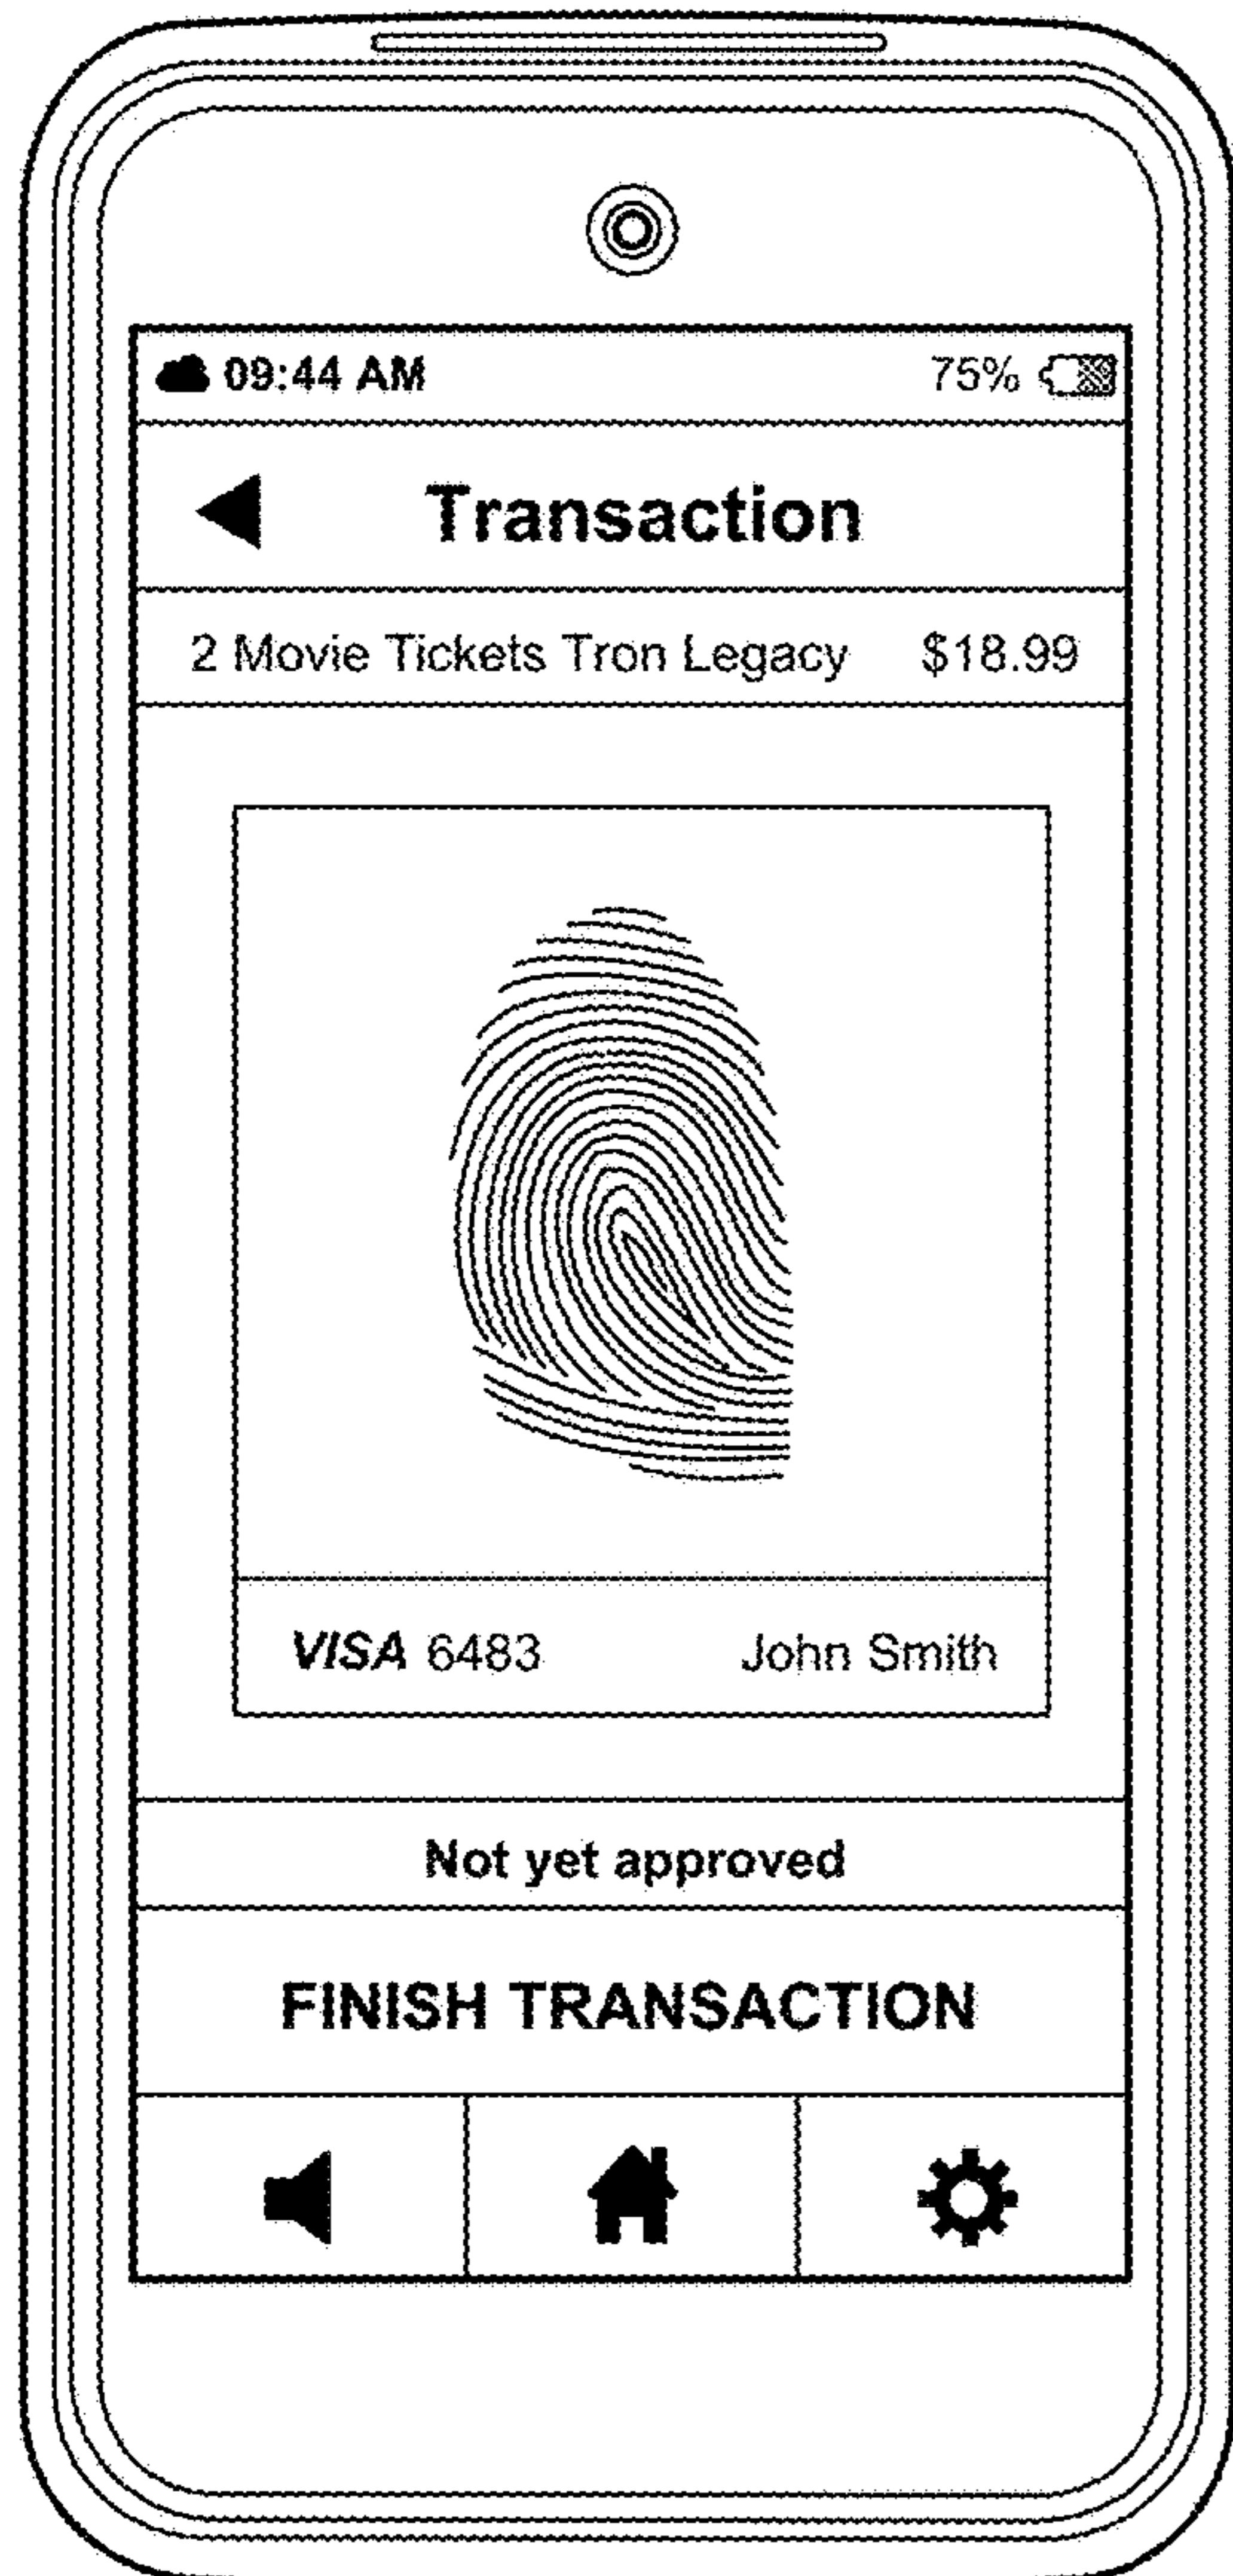 09:44 AM 75%
Transaction
2 Movie Tickets Tron Legacy $18.99
VISA 6483 John Smith
Not yet approved
FINISH TRANSACTION